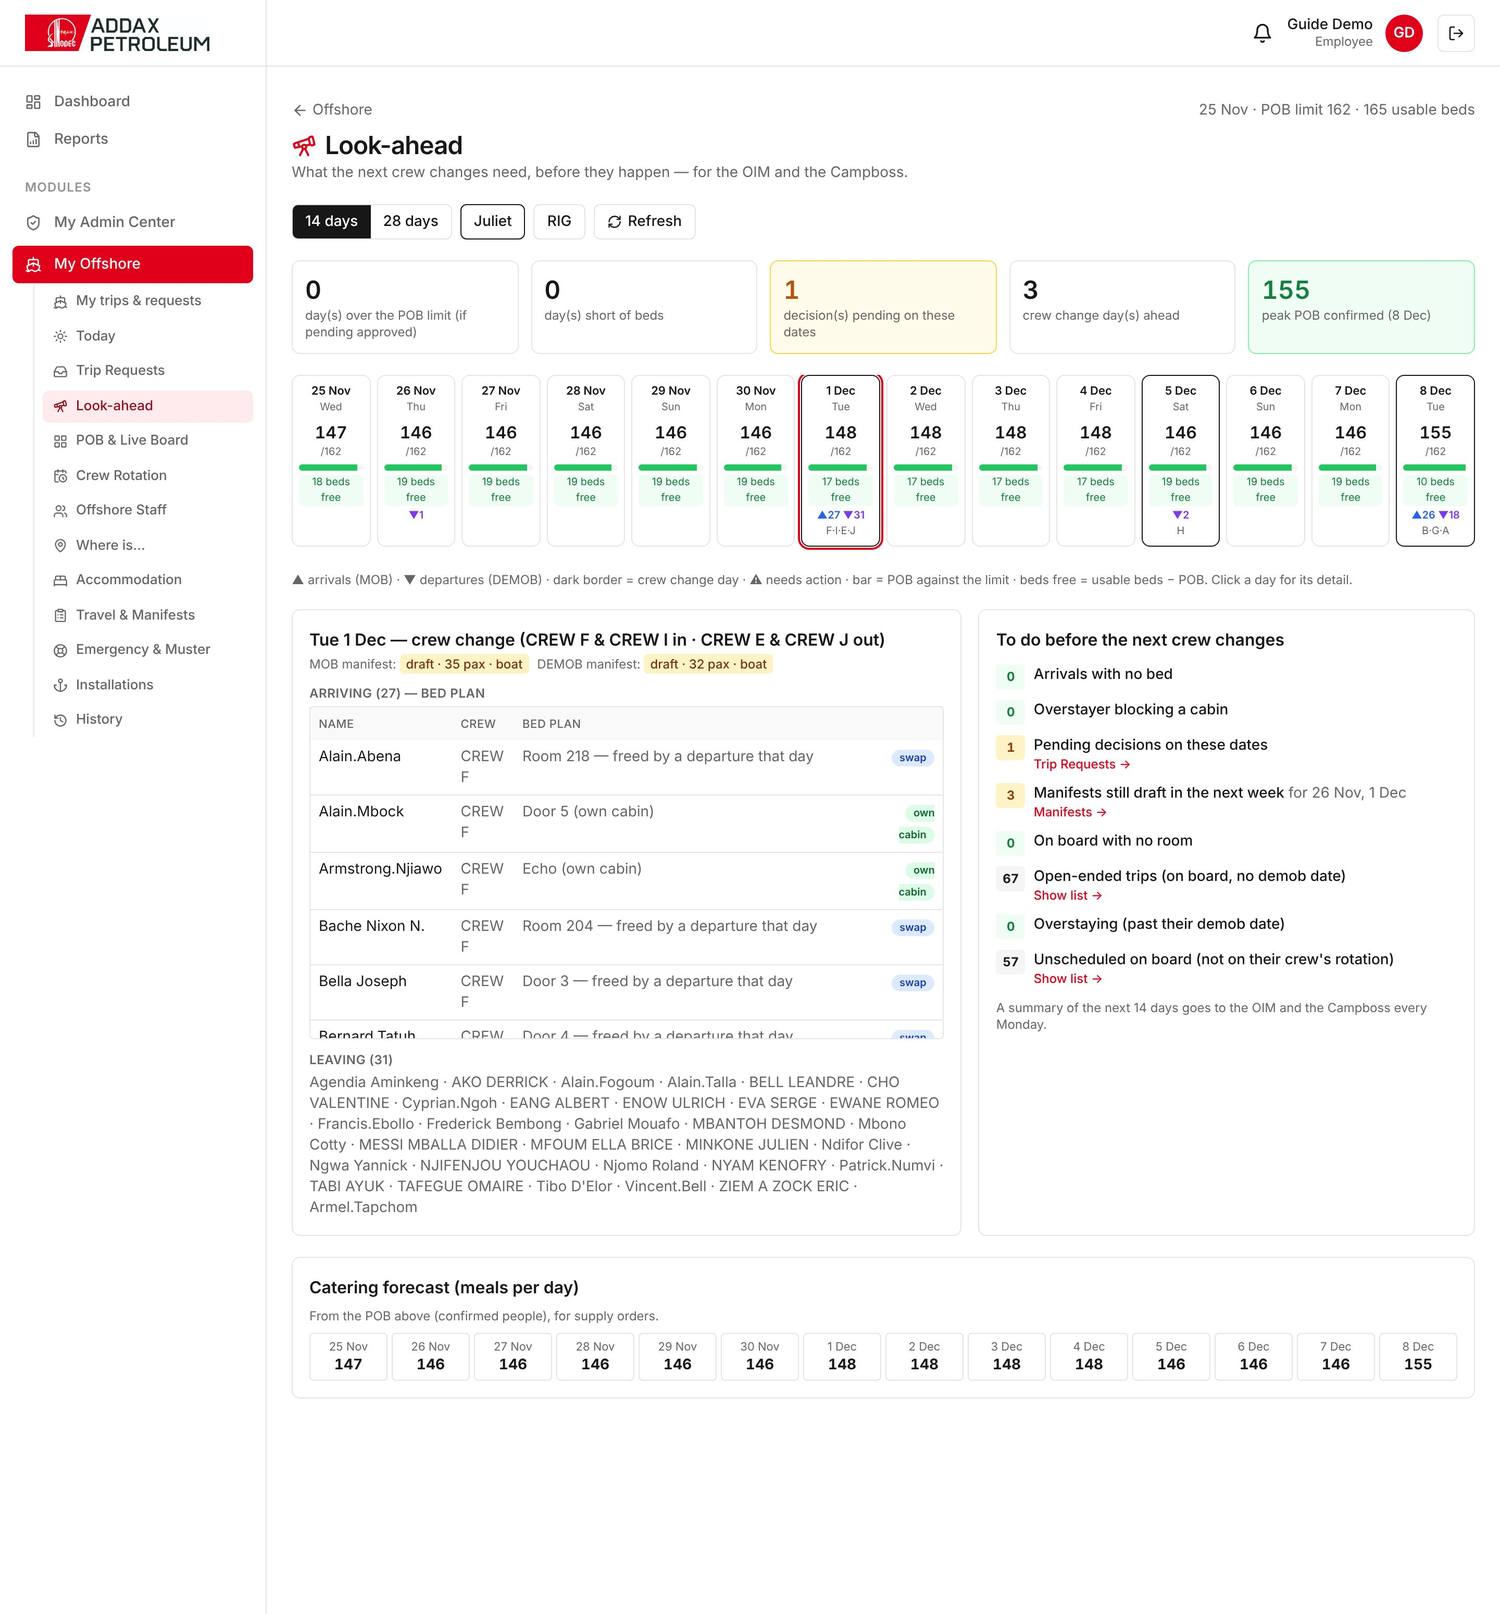 ADDAX
PETROLEUM
Guide Demo
Employee
GD
Dashboard
Reports
MODULES
My Admin Center
My Offshore
My trips & requests
Today
Trip Requests
Look-ahead
POB & Live Board
Crew Rotation
Offshore Staff
Where is...
Accommodation
Travel & Manifests
Emergency & Muster
Installations
History
← Offshore
25 Nov · POB limit 162 · 165 usable beds
Look-ahead
What the next crew changes need, before they happen — for the OIM and the Campboss.
14 days 28 days Juliet RIG Refresh
0
day(s) over the POB limit (if
pending approved)
0
day(s) short of beds
1
decision(s) pending on these
dates
3
crew change day(s) ahead
155
peak POB confirmed (8 Dec)
25 Nov
Wed
147
/162
18 beds
free
26 Nov
Thu
146
/162
19 beds
free
▼1
27 Nov
Fri
146
/162
19 beds
free
28 Nov
Sat
146
/162
19 beds
free
29 Nov
Sun
146
/162
19 beds
free
30 Nov
Mon
146
/162
19 beds
free
1 Dec
Tue
148
/162
17 beds
free
▲27 ▼31
F·I·E·J
2 Dec
Wed
148
/162
17 beds
free
3 Dec
Thu
148
/162
17 beds
free
4 Dec
Fri
148
/162
17 beds
free
5 Dec
Sat
146
/162
19 beds
free
▼2
H
6 Dec
Sun
146
/162
19 beds
free
7 Dec
Mon
146
/162
19 beds
free
8 Dec
Tue
155
/162
10 beds
free
▲26 ▼18
B·G·A
▲ arrivals (MOB) · ▼ departures (DEMOB) · dark border = crew change day · ⚠ needs action · bar = POB against the limit · beds free = usable beds − POB. Click a day for its detail.
Tue 1 Dec — crew change (CREW F & CREW I in · CREW E & CREW J out)
MOB manifest: draft · 35 pax · boat DEMOB manifest: draft · 32 pax · boat
ARRIVING (27) — BED PLAN
NAME CREW BED PLAN
Alain.Abena CREW F Room 218 — freed by a departure that day swap
Alain.Mbock CREW F Door 5 (own cabin) own cabin
Armstrong.Njiawo CREW F Echo (own cabin) own cabin
Bache Nixon N. CREW F Room 204 — freed by a departure that day swap
Bella Joseph CREW F Door 3 — freed by a departure that day swap
Bernard Tatuh CREW Door 4 — freed by a departure that day swap
LEAVING (31)
Agendia Aminkeng · AKO DERRICK · Alain.Fogoum · Alain.Talla · BELL LEANDRE · CHO
VALENTINE · Cyprian.Ngoh · EANG ALBERT · ENOW ULRICH · EVA SERGE · EWANE ROMEO
· Francis.Ebollo · Frederick Bembong · Gabriel Mouafo · MBANTOH DESMOND · Mbono
Cotty · MESSI MBALLA DIDIER · MFOUM ELLA BRICE · MINKONE JULIEN · Ndifor Clive ·
Ngwa Yannick · NJIFENJOU YOUCHAOU · Njomo Roland · NYAM KENOFRY · Patrick.Numvi ·
TABI AYUK · TAFEGUE OMAIRE · Tibo D'Elor · Vincent.Bell · ZIEM A ZOCK ERIC ·
Armel.Tapchom
To do before the next crew changes
0 Arrivals with no bed
0 Overstayer blocking a cabin
1 Pending decisions on these dates
Trip Requests →
3 Manifests still draft in the next week for 26 Nov, 1 Dec
Manifests →
0 On board with no room
67 Open-ended trips (on board, no demob date)
Show list →
0 Overstaying (past their demob date)
57 Unscheduled on board (not on their crew's rotation)
Show list →
A summary of the next 14 days goes to the OIM and the Campboss every
Monday.
Catering forecast (meals per day)
From the POB above (confirmed people), for supply orders.
25 Nov
147
26 Nov
146
27 Nov
146
28 Nov
146
29 Nov
146
30 Nov
146
1 Dec
148
2 Dec
148
3 Dec
148
4 Dec
148
5 Dec
146
6 Dec
146
7 Dec
146
8 Dec
155